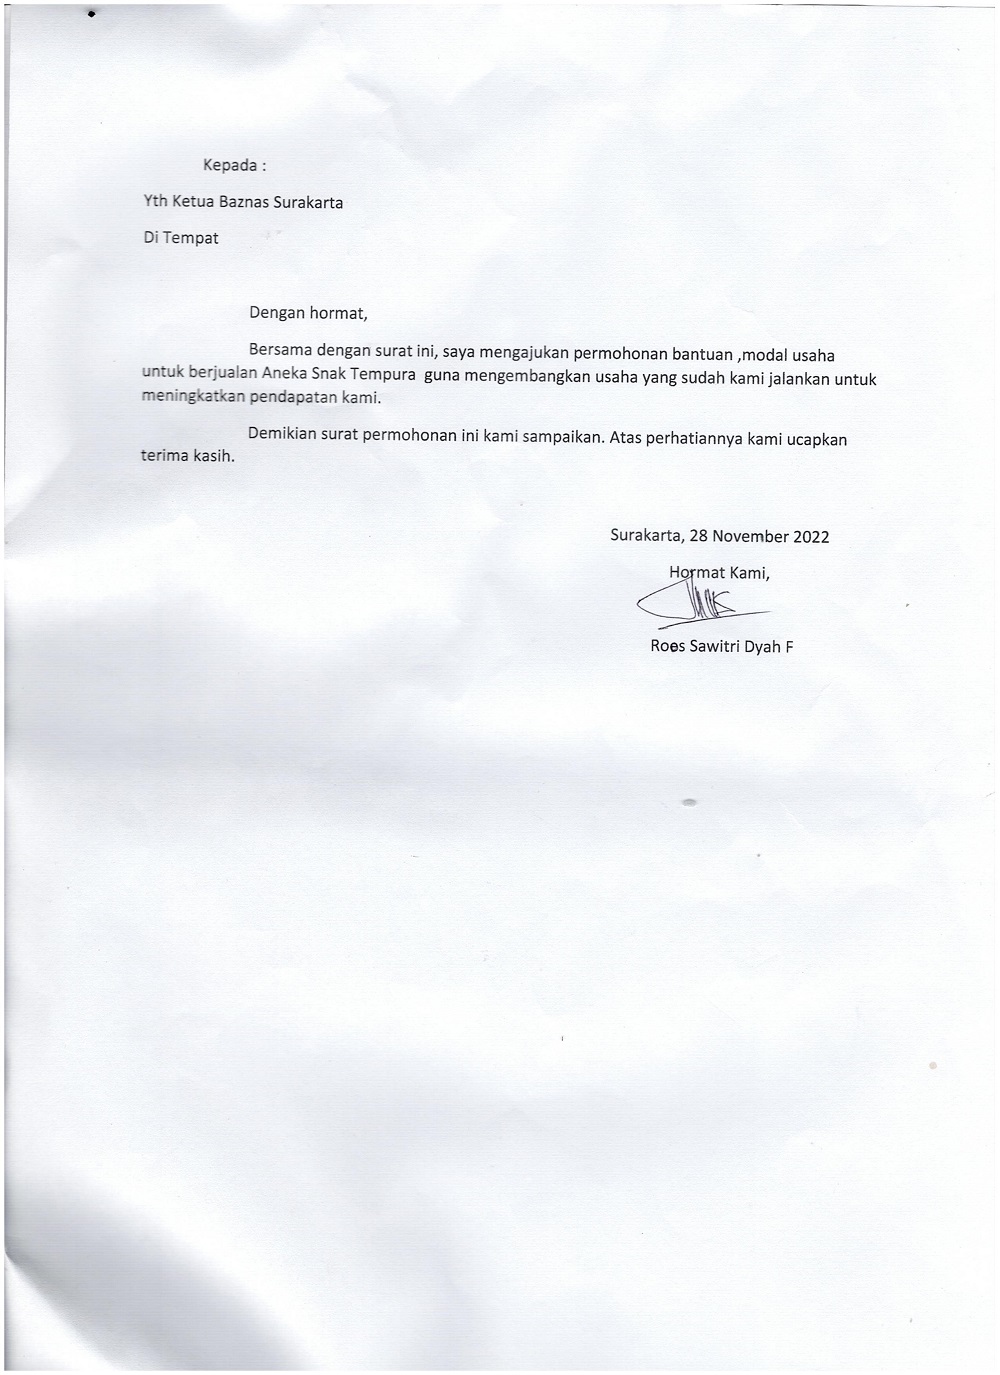 Kepada :
Yth Ketua Baznas Surakarta
Di Tempat
Dengan hormat,
Bersama dengan surat ini, saya mengajukan permohonan bantuan ,modal usaha
untuk berjualan Aneka Snak Tempura  guna mengembangkan usaha yang sudah kami jalankan untuk
meningkatkan pendapatan kami.
Demikian surat permohonan ini kami sampaikan. Atas perhatiannya kami ucapkan
terima kasih.
Surakarta, 28 November 2022
Hormat Kami,
Roes Sawitri Dyah F